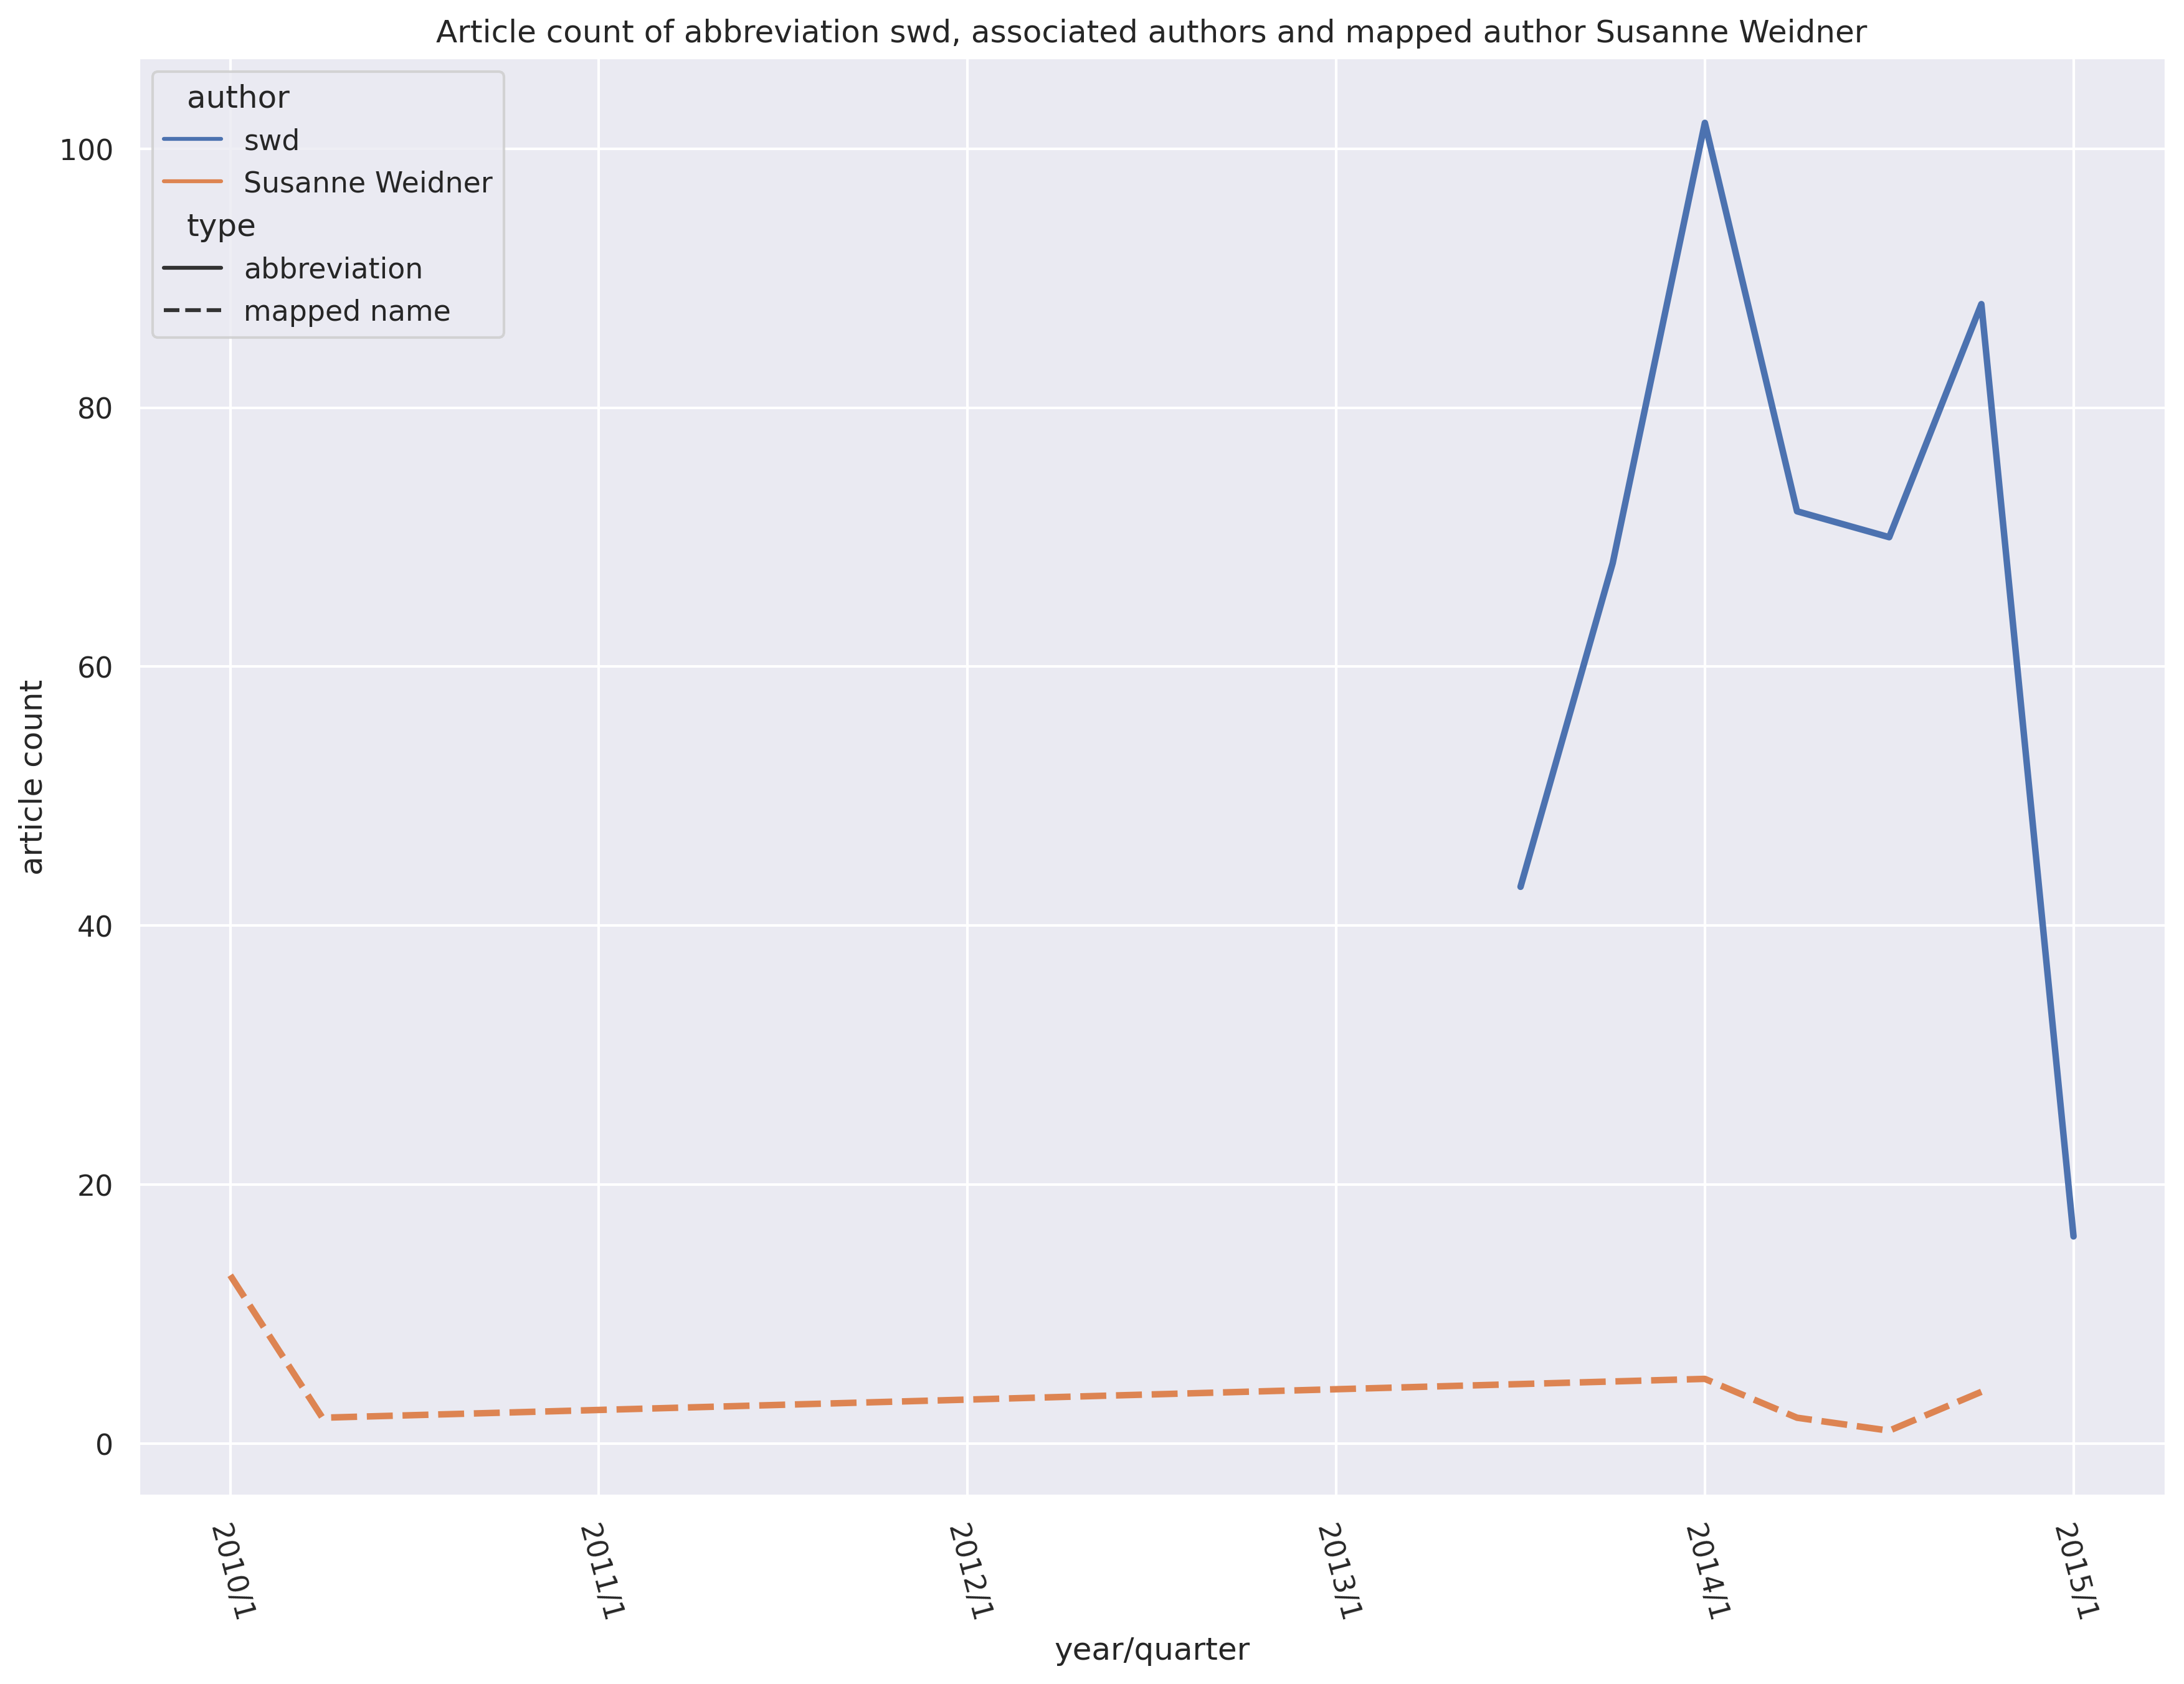 Article count of abbreviation swd, associated authors and mapped author Susanne Weidner
author
swd
Susanne Weidner
type
abbreviation
mapped name
article count
100
80
60
40
20
0
2010/1
2011/1
2012/1
2013/1
2014/1
2015/1
year/quarter